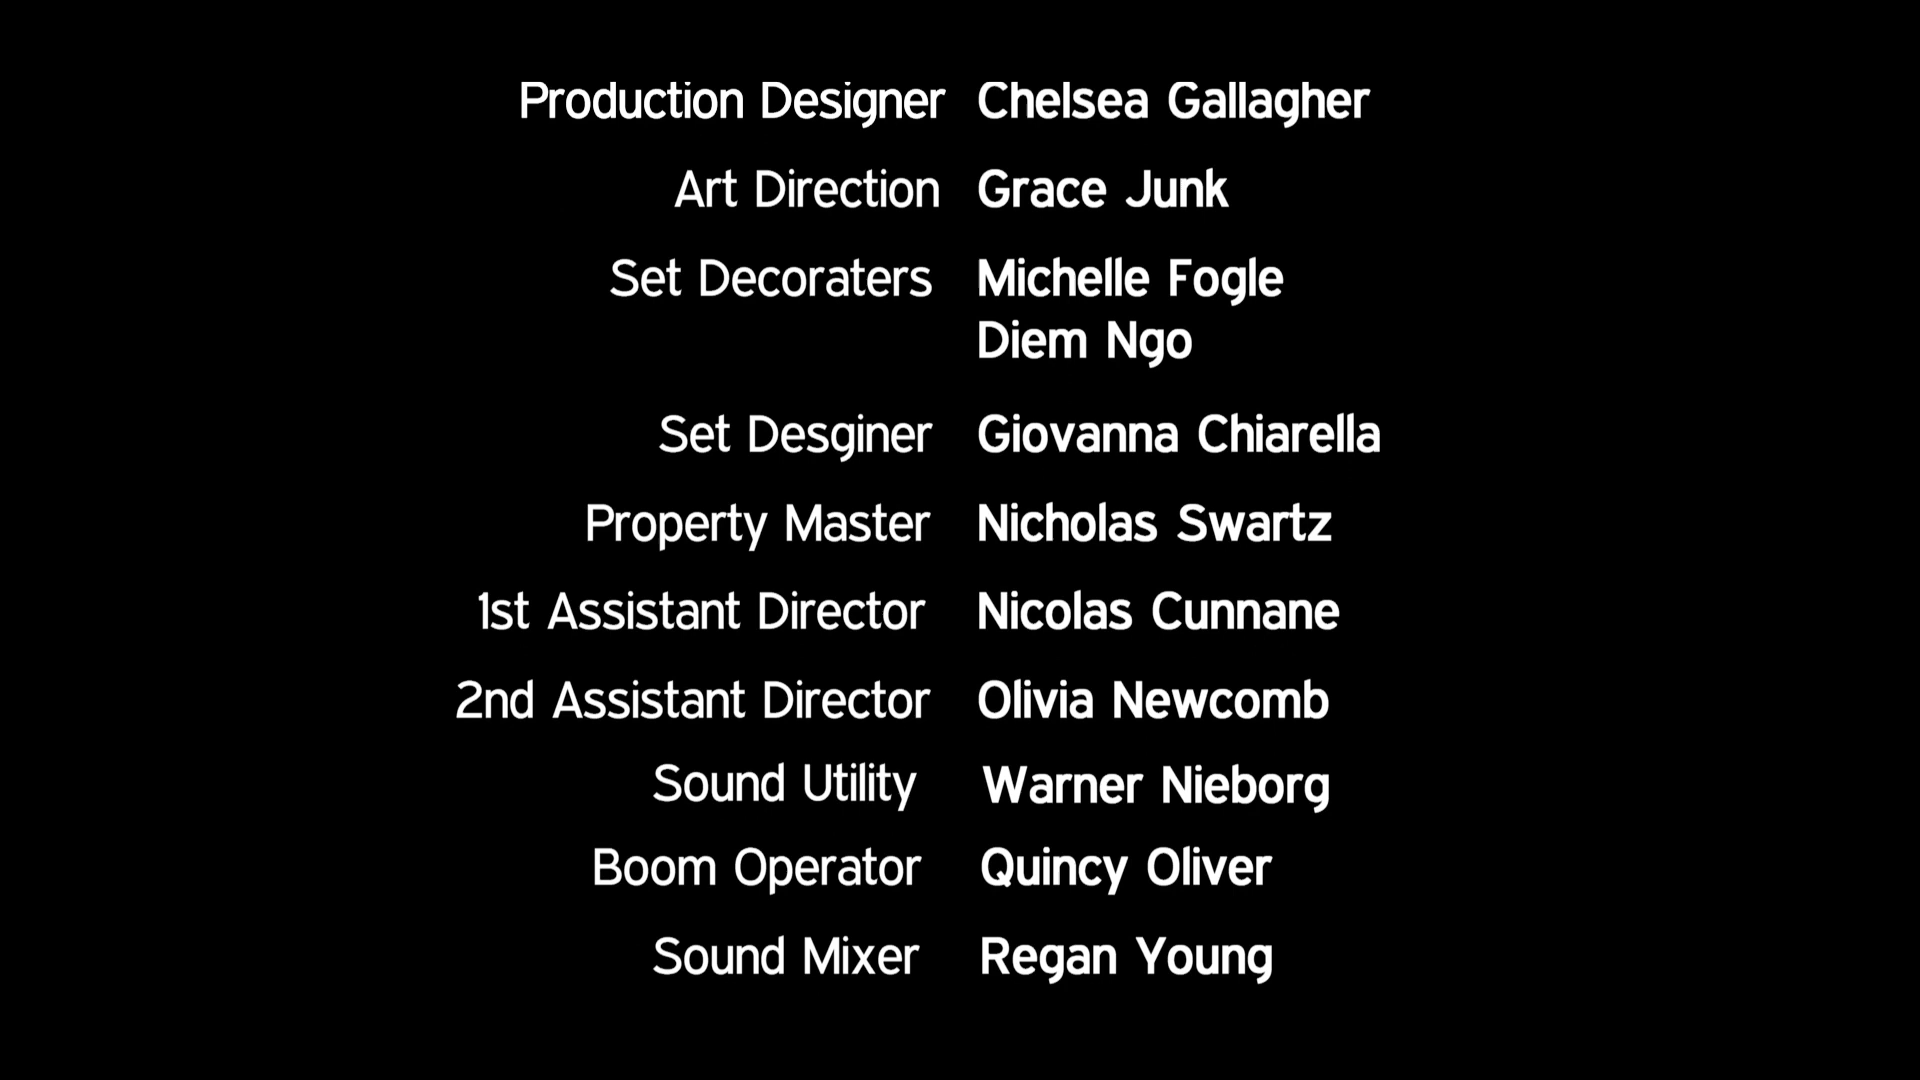 Production Designer Chelsea Gallagher
Art Direction Grace Junk
Set Decoraters Michelle Fogle
Diem Ngo
Set Desginer Giovanna Chiarella
Property Master Nicholas Swartz
1st Assistant Director Nicolas Cunnane
2nd Assistant Director Olivia Newcomb
Sound Utility Warner Nieborg
Boom Operator Quincy Oliver
Sound Mixer Regan Young